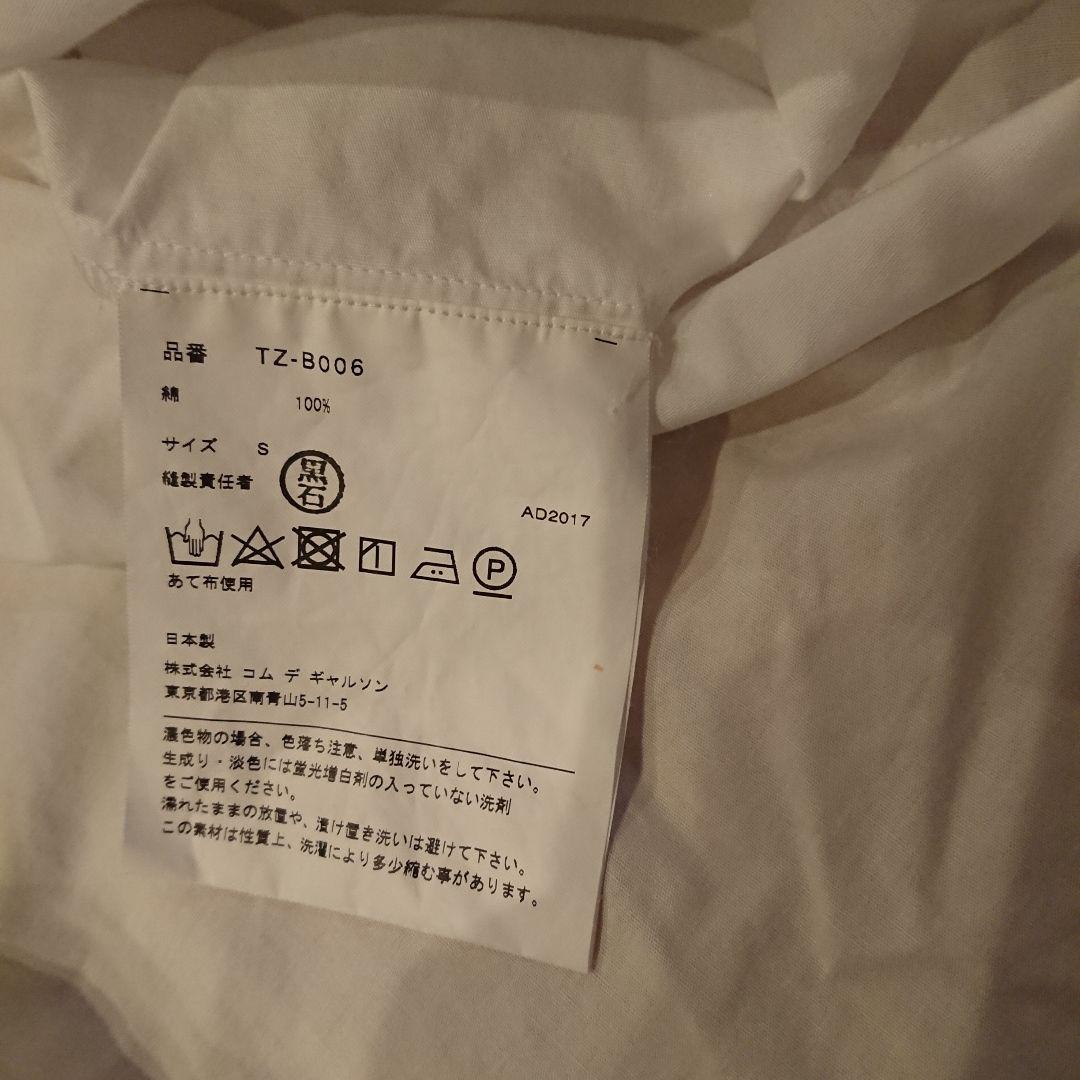 品番 TZ-B006
綿 100%
サイズ S
縫製責任者 黒石
AD2017
P
あて布使用
日本製
株式会社 コム デ ギャルソン
東京都港区南青山5-11-5
濃色物の場合、色落ち注意、単独洗いをして下さい。
生成り・淡色には蛍光増白剤の入っていない洗剤
をご使用ください。
濡れたままの放置や、漬け置き洗いは避けて下さい。
この素材は性質上、洗濯により多少縮む事があります。